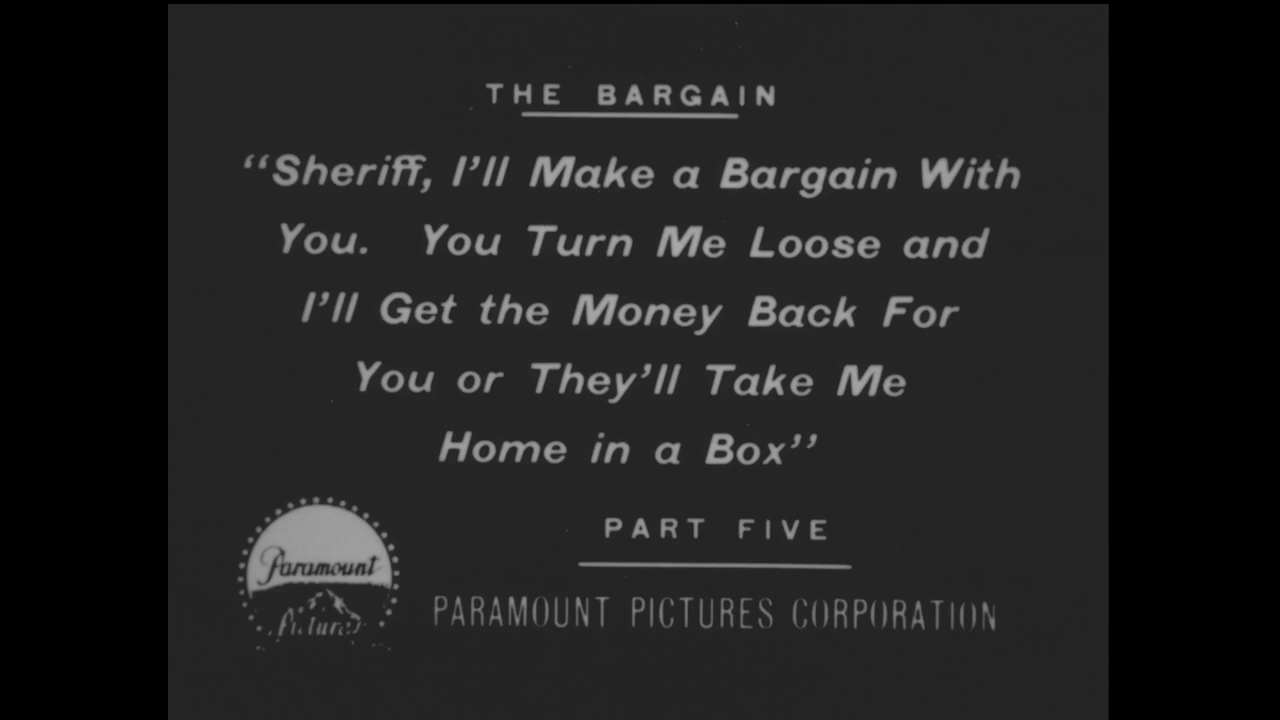 THE BARGAIN
“Sheriff, I’ll Make a Bargain With
You. You Turn Me Loose and
I’ll Get the Money Back For
You or They’ll Take Me
Home in a Box”
PART FIVE
Paramount
Pictures
PARAMOUNT PICTURES CORPORATION